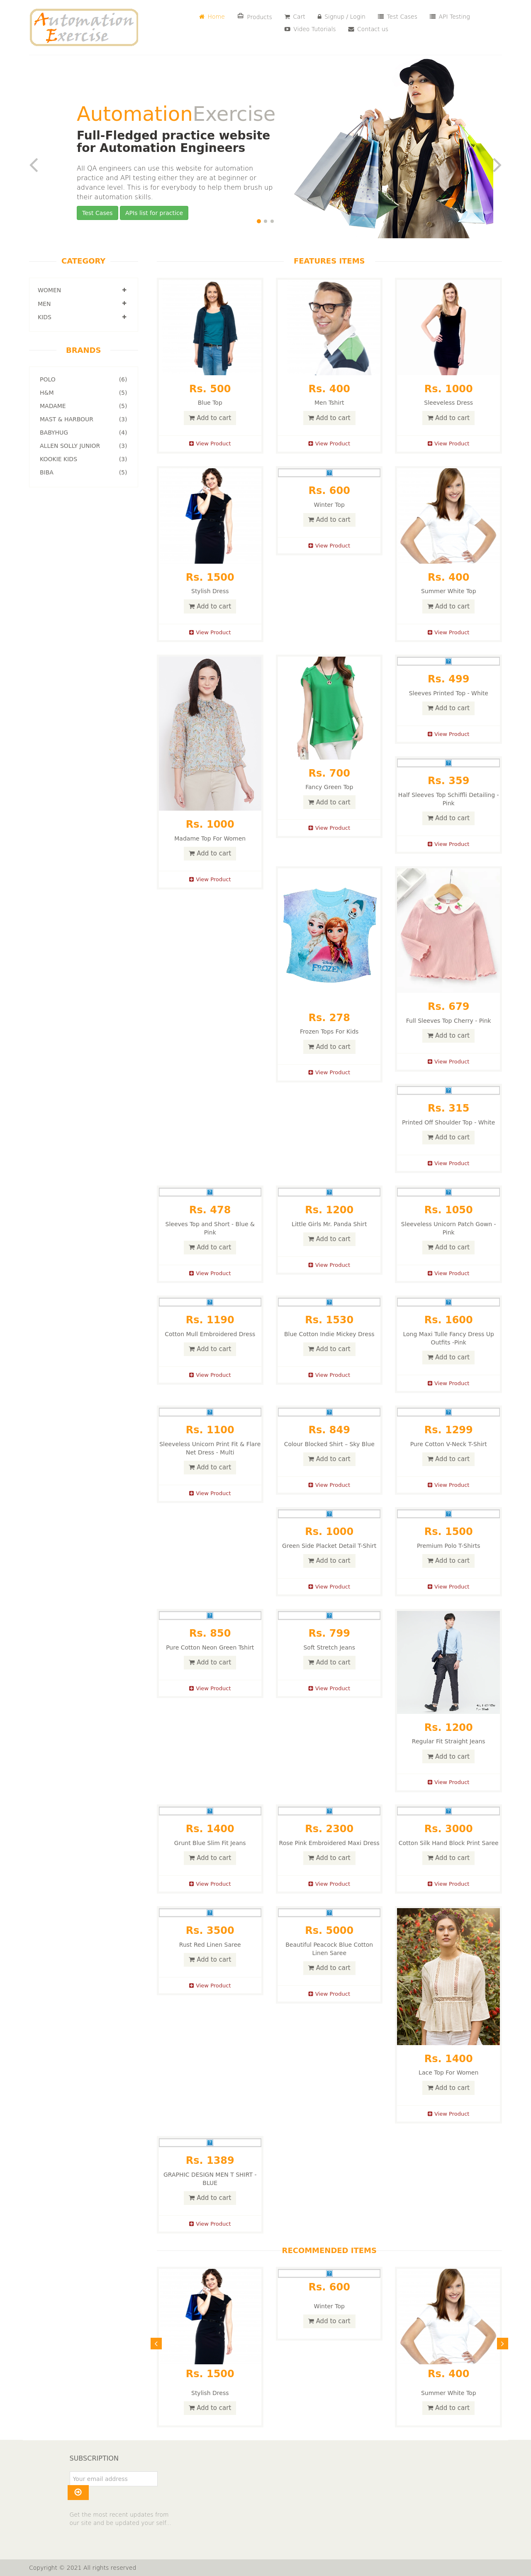 Automation
Exercise
Home
Products
Cart
Signup / Login
Test Cases
API Testing
Video Tutorials
Contact us
AutomationExercise
Full-Fledged practice website
for Automation Engineers
All QA engineers can use this website for automation
practice and API testing either they are at beginner or
advance level. This is for everybody to help them brush up
their automation skills.
Test Cases
APIs list for practice
CATEGORY
WOMEN
MEN
KIDS
BRANDS
POLO (6)
H&M (5)
MADAME (5)
MAST & HARBOUR (3)
BABYHUG (4)
ALLEN SOLLY JUNIOR (3)
KOOKIE KIDS (3)
BIBA (5)
FEATURES ITEMS
Rs. 500
Blue Top
Add to cart
View Product
Rs. 400
Men Tshirt
Add to cart
View Product
Rs. 1000
Sleeveless Dress
Add to cart
View Product
Rs. 1500
Stylish Dress
Add to cart
View Product
Rs. 600
Winter Top
Add to cart
View Product
Rs. 400
Summer White Top
Add to cart
View Product
Rs. 1000
Madame Top For Women
Add to cart
View Product
Rs. 700
Fancy Green Top
Add to cart
View Product
Rs. 499
Sleeves Printed Top - White
Add to cart
View Product
Rs. 359
Half Sleeves Top Schiffli Detailing -
Pink
Add to cart
View Product
FROZEN
Rs. 278
Frozen Tops For Kids
Add to cart
View Product
Rs. 679
Full Sleeves Top Cherry - Pink
Add to cart
View Product
Rs. 315
Printed Off Shoulder Top - White
Add to cart
View Product
Rs. 478
Sleeves Top and Short - Blue &
Pink
Add to cart
View Product
Rs. 1200
Little Girls Mr. Panda Shirt
Add to cart
View Product
Rs. 1050
Sleeveless Unicorn Patch Gown -
Pink
Add to cart
View Product
Rs. 1190
Cotton Mull Embroidered Dress
Add to cart
View Product
Rs. 1530
Blue Cotton Indie Mickey Dress
Add to cart
View Product
Rs. 1600
Long Maxi Tulle Fancy Dress Up
Outfits -Pink
Add to cart
View Product
Rs. 1100
Sleeveless Unicorn Print Fit & Flare
Net Dress - Multi
Add to cart
View Product
Rs. 849
Colour Blocked Shirt – Sky Blue
Add to cart
View Product
Rs. 1299
Pure Cotton V-Neck T-Shirt
Add to cart
View Product
Rs. 1000
Green Side Placket Detail T-Shirt
Add to cart
View Product
Rs. 1500
Premium Polo T-Shirts
Add to cart
View Product
Rs. 850
Pure Cotton Neon Green Tshirt
Add to cart
View Product
Rs. 799
Soft Stretch Jeans
Add to cart
View Product
Rs. 1200
Regular Fit Straight Jeans
Add to cart
View Product
Rs. 1400
Grunt Blue Slim Fit Jeans
Add to cart
View Product
Rs. 2300
Rose Pink Embroidered Maxi Dress
Add to cart
View Product
Rs. 3000
Cotton Silk Hand Block Print Saree
Add to cart
View Product
Rs. 3500
Rust Red Linen Saree
Add to cart
View Product
Rs. 5000
Beautiful Peacock Blue Cotton
Linen Saree
Add to cart
View Product
Rs. 1400
Lace Top For Women
Add to cart
View Product
Rs. 1389
GRAPHIC DESIGN MEN T SHIRT -
BLUE
Add to cart
View Product
RECOMMENDED ITEMS
Rs. 1500
Stylish Dress
Add to cart
Rs. 600
Winter Top
Add to cart
Rs. 400
Summer White Top
Add to cart
SUBSCRIPTION
Your email address
Get the most recent updates from
our site and be updated your self...
Copyright © 2021 All rights reserved